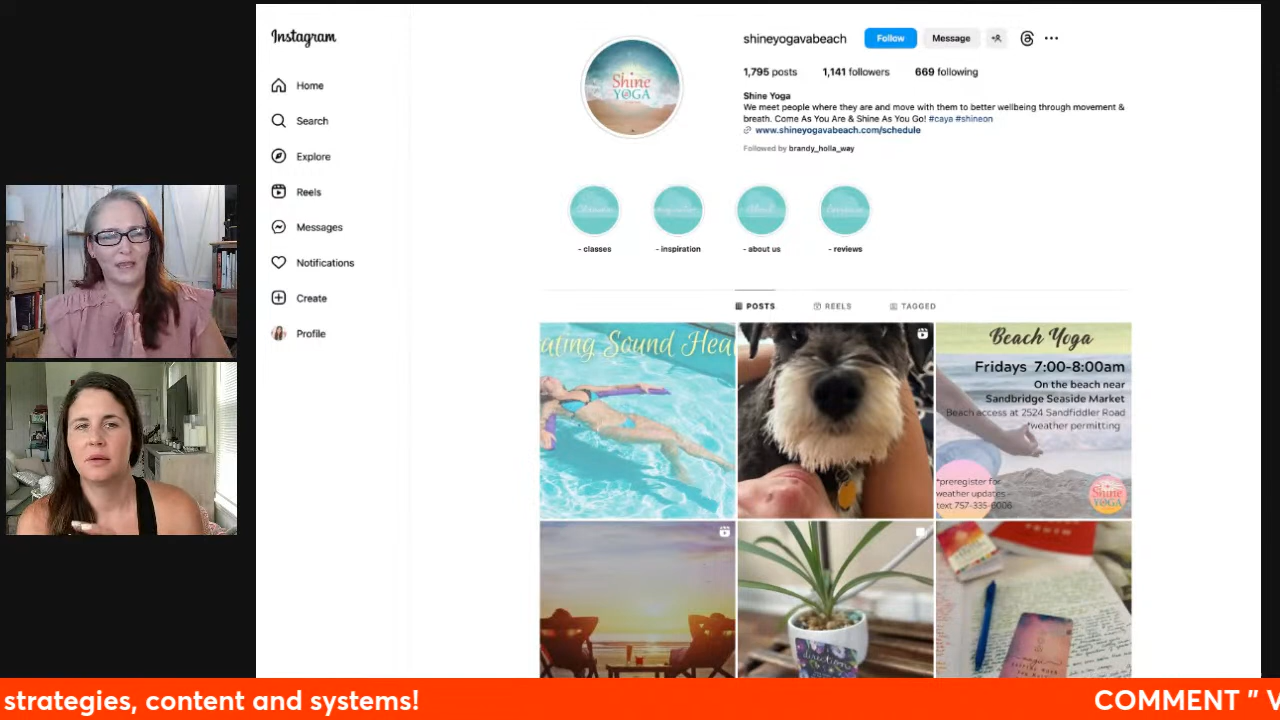 Instagram
Home
Search
Explore
Reels
Messages
Notifications
Create
Profile
Shine
YOGA
shineyogavabeach
Follow
Message
1,795 posts
1,141 followers
669 following
Shine Yoga
We meet people where they are and move with them to better wellbeing through movement &
breath. Come As You Are & Shine As You Go! #caya #shineon
www.shineyogavabeach.com/schedule
Followed by brandy_holla_way
- classes
- inspiration
- about us
- reviews
POSTS
REELS
TAGGED
ating Sound Hea
Beach Yoga
Fridays 7:00-8:00am
On the beach near
Sandbridge Seaside Market
Beach access at 2524 Sandfiddler Road
*weather permitting
*preregister for
weather updates -
text 757-335-6006
Shine
YOGA
direction
strategies, content and systems!
COMMENT " V